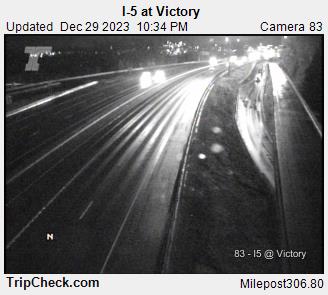 I-5 at Victory
Updated Dec 29 2023 10:34 PM Camera 83
T
N
83 - I5 @ Victory
TripCheck.com Milepost306.80